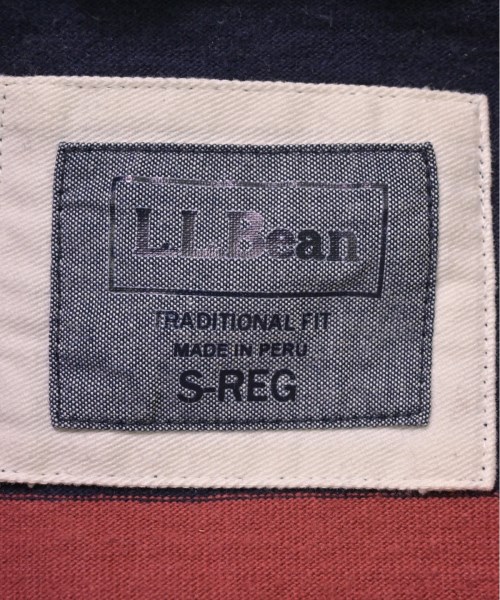 L.L.Bean
TRADITIONAL FIT
MADE IN PERU
S-REG